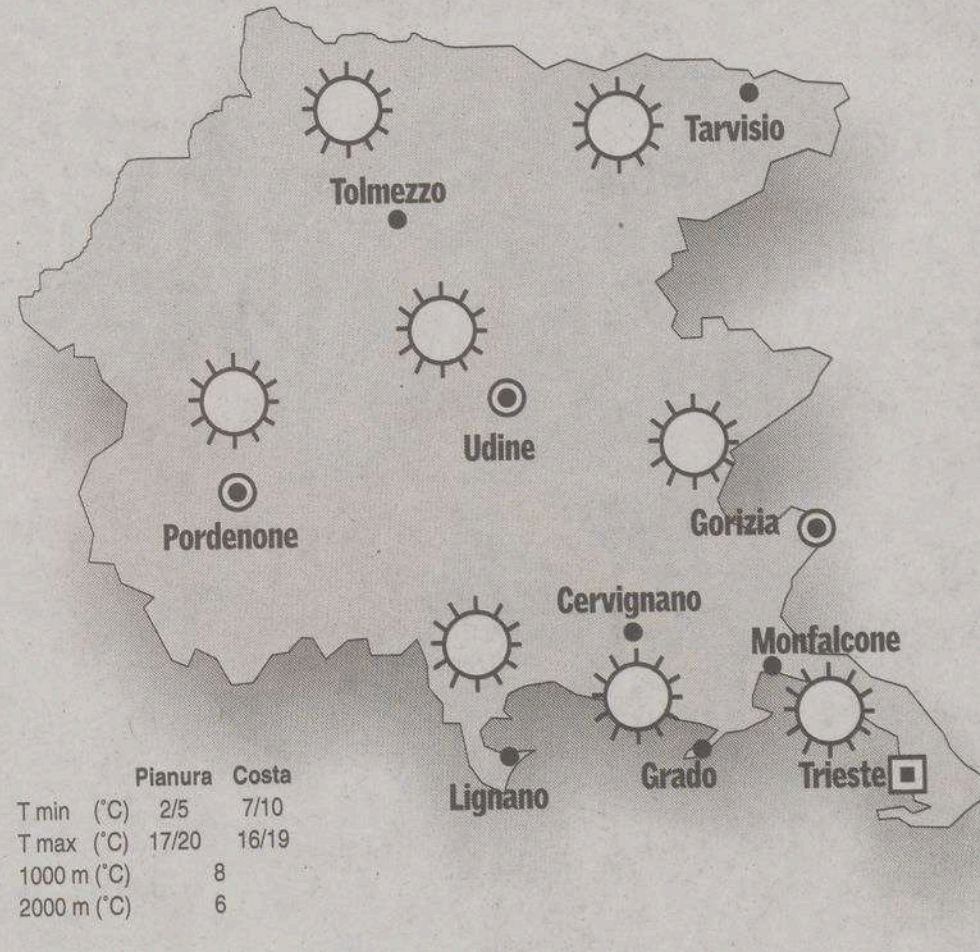 Tarvisio
Tolmezzo
Udine
Pordenone
Gorizia
Cervignano
Monfalcone
Lignano
Grado
Trieste
Pianura Costa
T min (°C) 2/5 7/10
T max (°C) 17/20 16/19
1000 m (°C) 8
2000 m (°C) 6